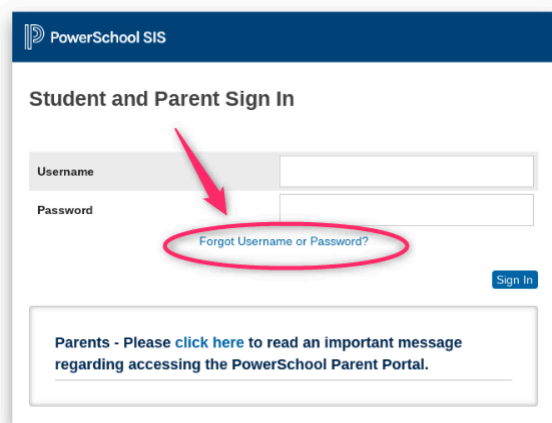 PowerSchool SIS
Student and Parent Sign In
Username
Password
Forgot Username or Password?
Sign In
Parents - Please click here to read an important message
regarding accessing the PowerSchool Parent Portal.